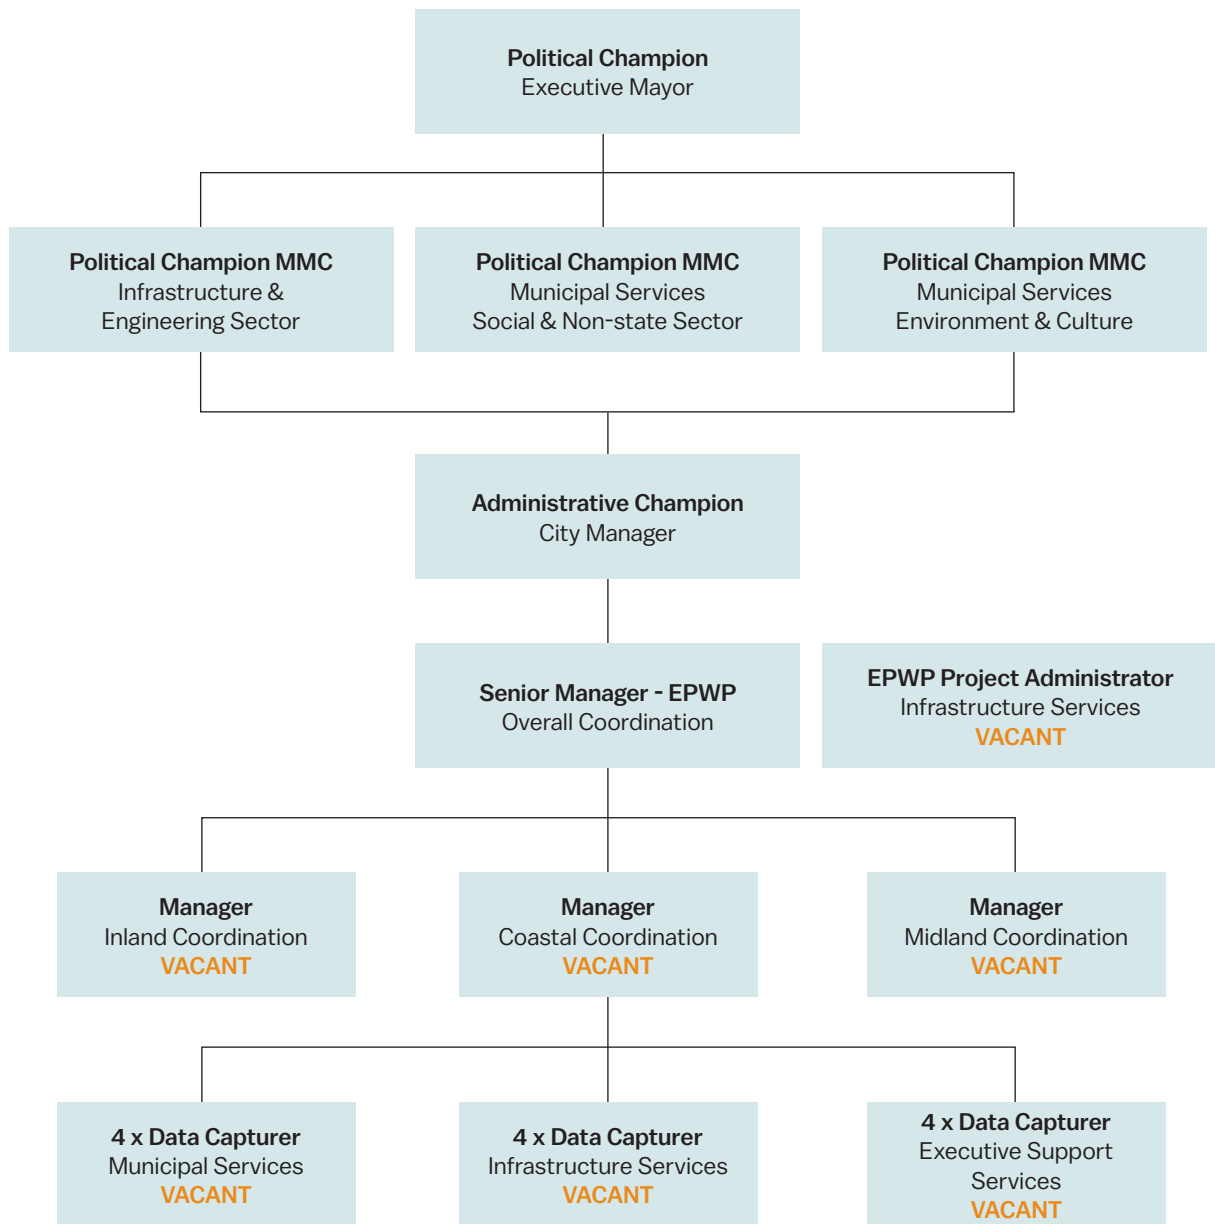 Political Champion
Executive Mayor
Political Champion MMC
Infrastructure &
Engineering Sector
Political Champion MMC
Municipal Services
Social & Non-state Sector
Political Champion MMC
Municipal Services
Environment & Culture
Administrative Champion
City Manager
Senior Manager - EPWP
Overall Coordination
EPWP Project Administrator
Infrastructure Services
VACANT
Manager
Inland Coordination
VACANT
Manager
Coastal Coordination
VACANT
Manager
Midland Coordination
VACANT
4 x Data Capturer
Municipal Services
VACANT
4 x Data Capturer
Infrastructure Services
VACANT
4 x Data Capturer
Executive Support
Services
VACANT